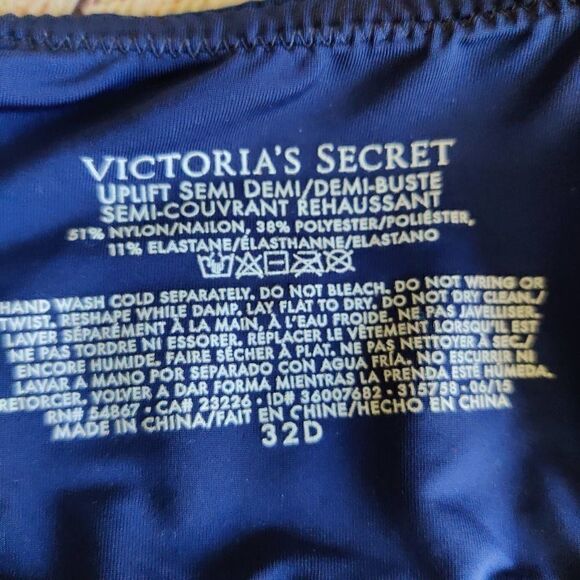 VICTORIA'S SECRET
UPLIFT SEMI DEMI/DEMI-BUSTE
SEMI-COUVRANT REHAUSSANT
51% NYLON/NAILON, 38% POLYESTER/POLIÉSTER,
11% ELASTANE/ÉLASTHANNE/ELASTANO
HAND WASH COLD SEPARATELY. DO NOT BLEACH. DO NOT WRING OR
TWIST. RESHAPE WHILE DAMP. LAY FLAT TO DRY. DO NOT DRY CLEAN./
LAVER SÉPARÉMENT À LA MAIN, À L'EAU FROIDE. NE PAS JAVELLISER.
NE PAS TORDRE NI ESSORER. REPLACER LE VÊTEMENT LORSQU'IL EST
ENCORE HUMIDE. FAIRE SÉCHER À PLAT. NE PAS NETTOYER À SEC./
LAVAR A MANO POR SEPARADO CON AGUA FRÍA. NO ESCURRIR NI
RETORCER. VOLVER A DAR FORMA MIENTRAS LA PRENDA ESTÉ HÚMEDA.
RN# 54867 • CA# 23226 • ID# 36007682 • 315758 • 06/15
MADE IN CHINA/FAIT EN CHINE/HECHO EN CHINA
32D